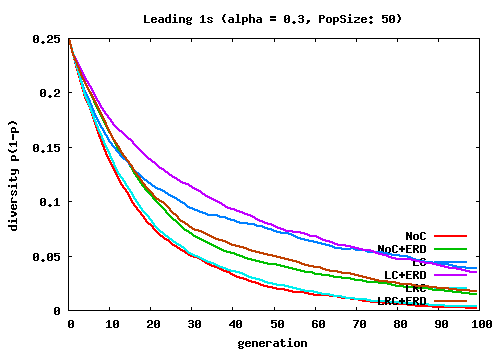 Leading 1s (alpha = 0.3, PopSize: 50)
0.25
0.2
0.15
0.1
0.05
0
diversity p(1-p)
NoC
NoC+ERD
LC
LC+ERD
LRC
LRC+ERD
0 10 20 30 40 50 60 70 80 90 100
generation